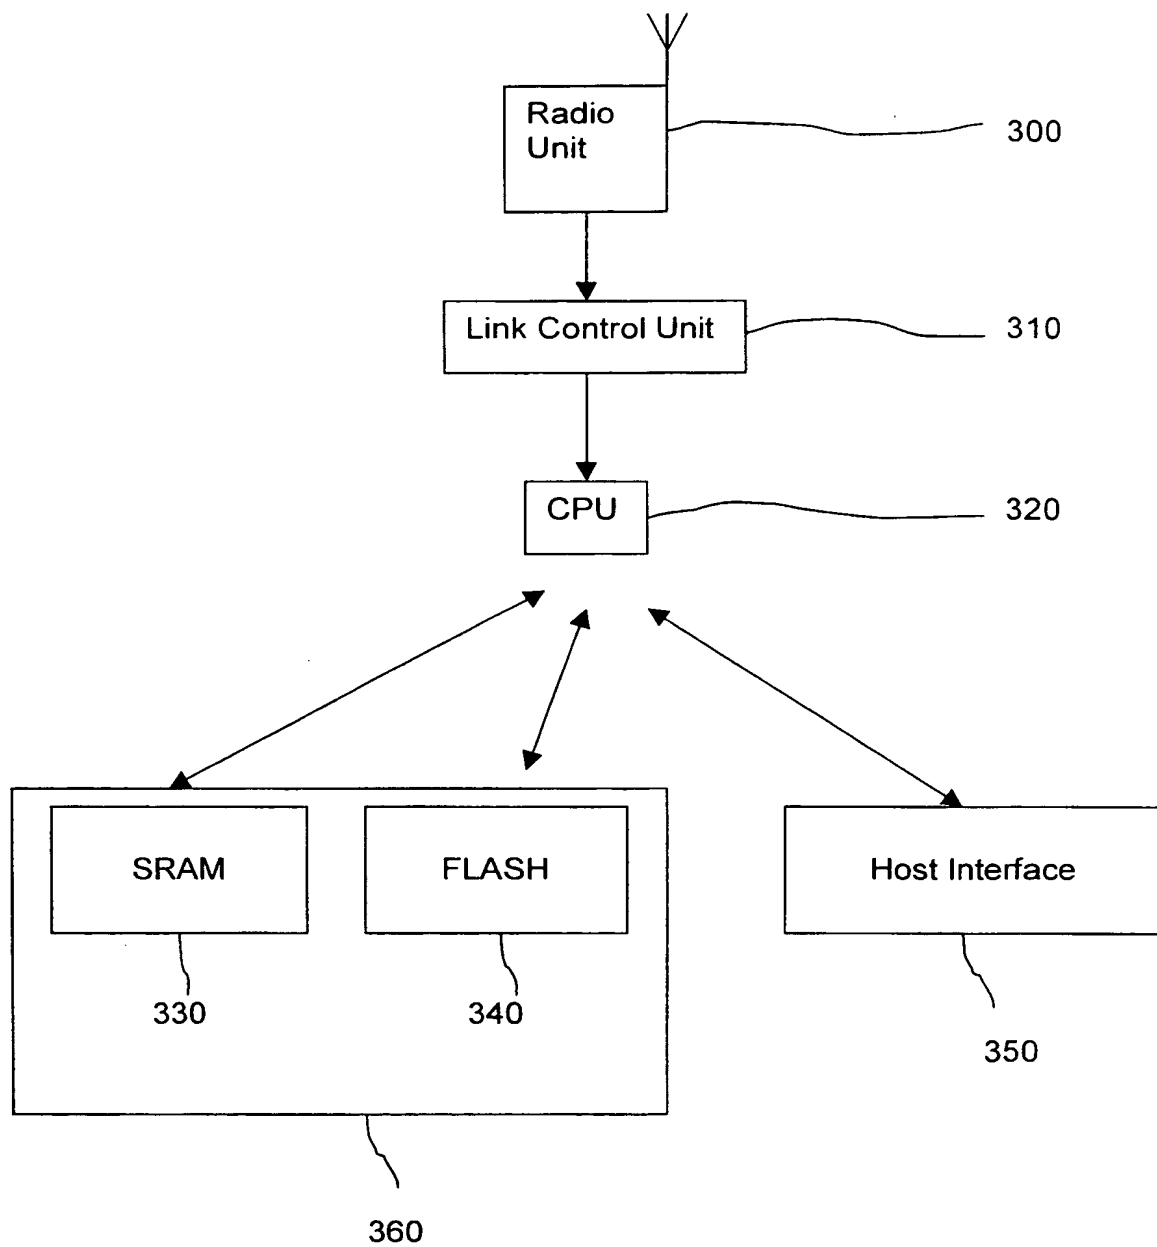 Radio
Unit
300
Link Control Unit
310
CPU
320
SRAM
FLASH
Host Interface
330
340
350
360